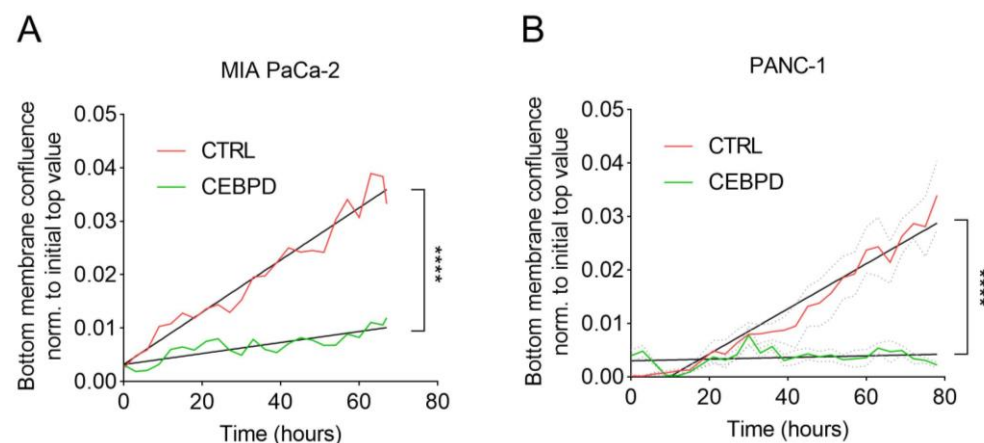 A
MIA PaCa-2
Bottom membrane confluence
norm. to initial top value
0.05
0.04
0.03
0.02
0.01
0.00
CTRL
CEBPD
****
0
20
40
60
80
Time (hours)
B
PANC-1
Bottom membrane confluence
norm. to initial top value
0.05
0.04
0.03
0.02
0.01
0.00
CTRL
CEBPD
****
0
20
40
60
80
Time (hours)